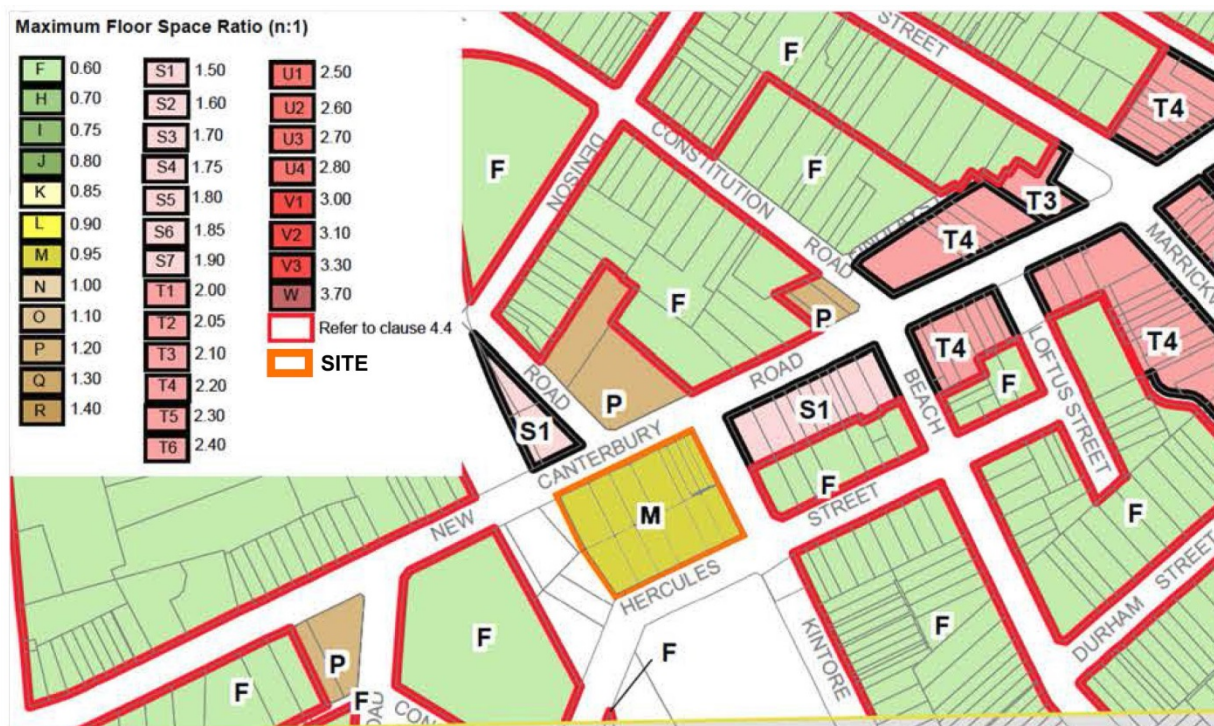 Maximum Floor Space Ratio (n:1)
F 0.60
H 0.70
I 0.75
J 0.80
K 0.85
L 0.90
M 0.95
N 1.00
O 1.10
P 1.20
Q 1.30
R 1.40
S1 1.50
S2 1.60
S3 1.70
S4 1.75
S5 1.80
S6 1.85
S7 1.90
T1 2.00
T2 2.05
T3 2.10
T4 2.20
T5 2.30
T6 2.40
U1 2.50
U2 2.60
U3 2.70
U4 2.80
V1 3.00
V2 3.10
V3 3.30
W 3.70
Refer to clause 4.4
SITE
STREET
F
T4
DENISON
CONSTITUTION
ROAD
F
F
T3
T4
MARRICKV
F
P
ROAD
T4
LOFTUS STREET
T4
BEACH
F
S1
ROAD
P
S1
CANTERBURY
NEW
F
STREET
M
HERCULES
F
DURHAM STREET
KINTORE
F
F
F
P
F
F
OAD
CON